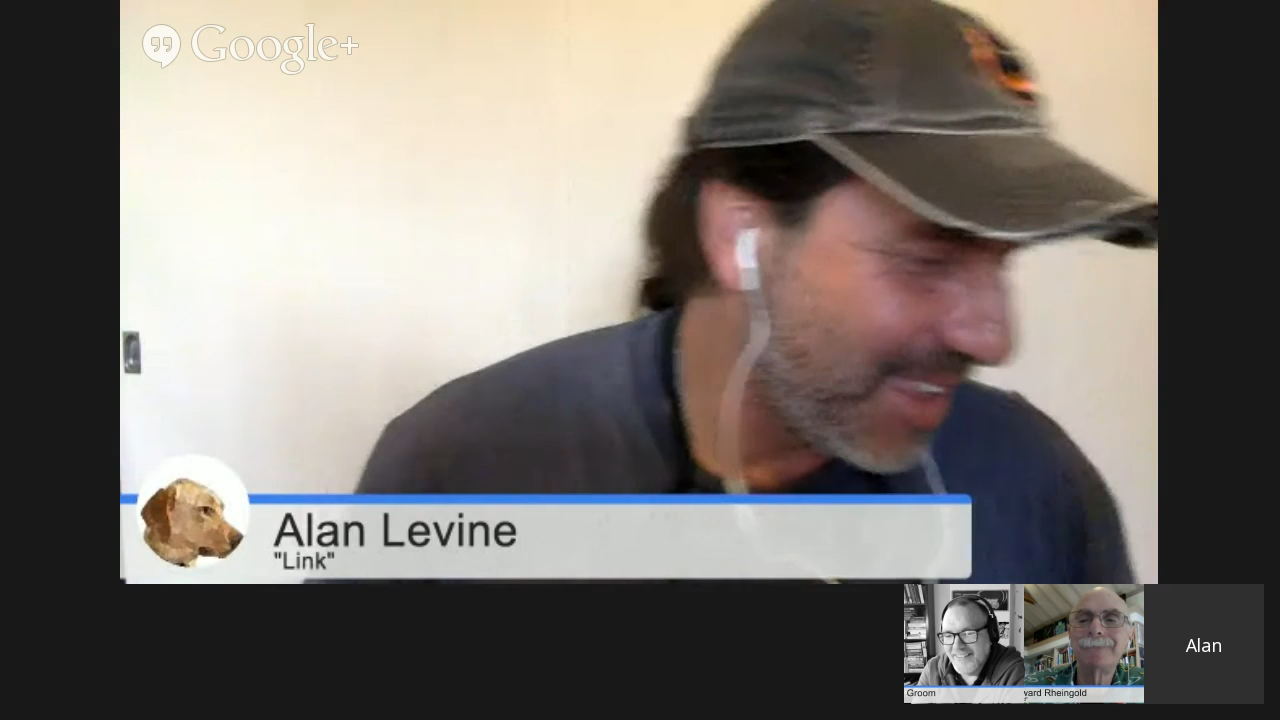 Google+
Alan Levine
"Link"
Groom
vard Rheingold
Alan